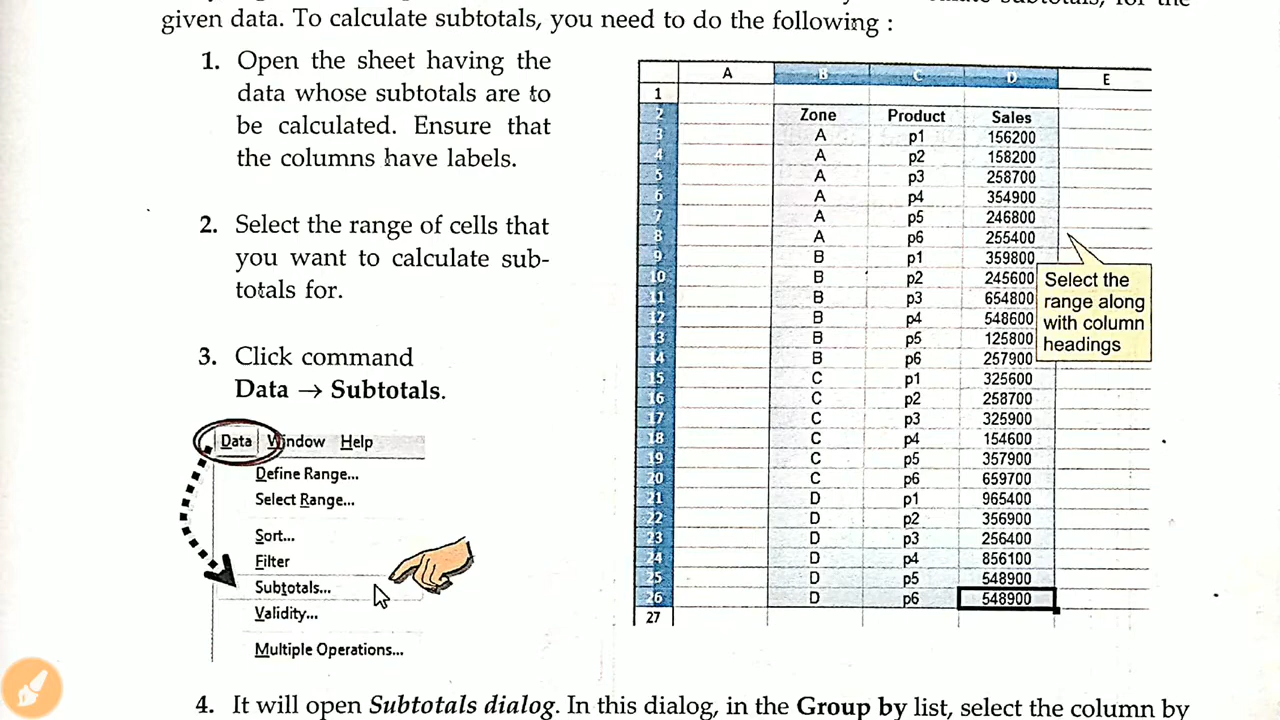 given data. To calculate subtotals, you need to do the following :
1. Open the sheet having the
data whose subtotals are to
be calculated. Ensure that
the columns have labels.
2. Select the range of cells that
you want to calculate sub-
totals for.
3. Click command
Data → Subtotals.
Data Window Help
Define Range...
Select Range...
Sort...
Filter
Subtotals...
Validity...
Multiple Operations...
A B C D E
1
2 Zone Product Sales
3 A p1 156200
4 A p2 158200
5 A p3 258700
6 A p4 354900
7 A p5 246800
8 A p6 255400
9 B p1 359800
10 B p2 245600
11 B p3 654800
12 B p4 548600
13 B p5 125800
14 B p6 257900
15 C p1 325600
16 C p2 258700
17 C p3 325900
18 C p4 154600
19 C p5 357900
20 C p6 659700
21 D p1 965400
22 D p2 356900
23 D p3 256400
24 D p4 856100
25 D p5 548900
26 D p6 548900
27
Select the
range along
with column
headings
4. It will open Subtotals dialog. In this dialog, in the Group by list, select the column by